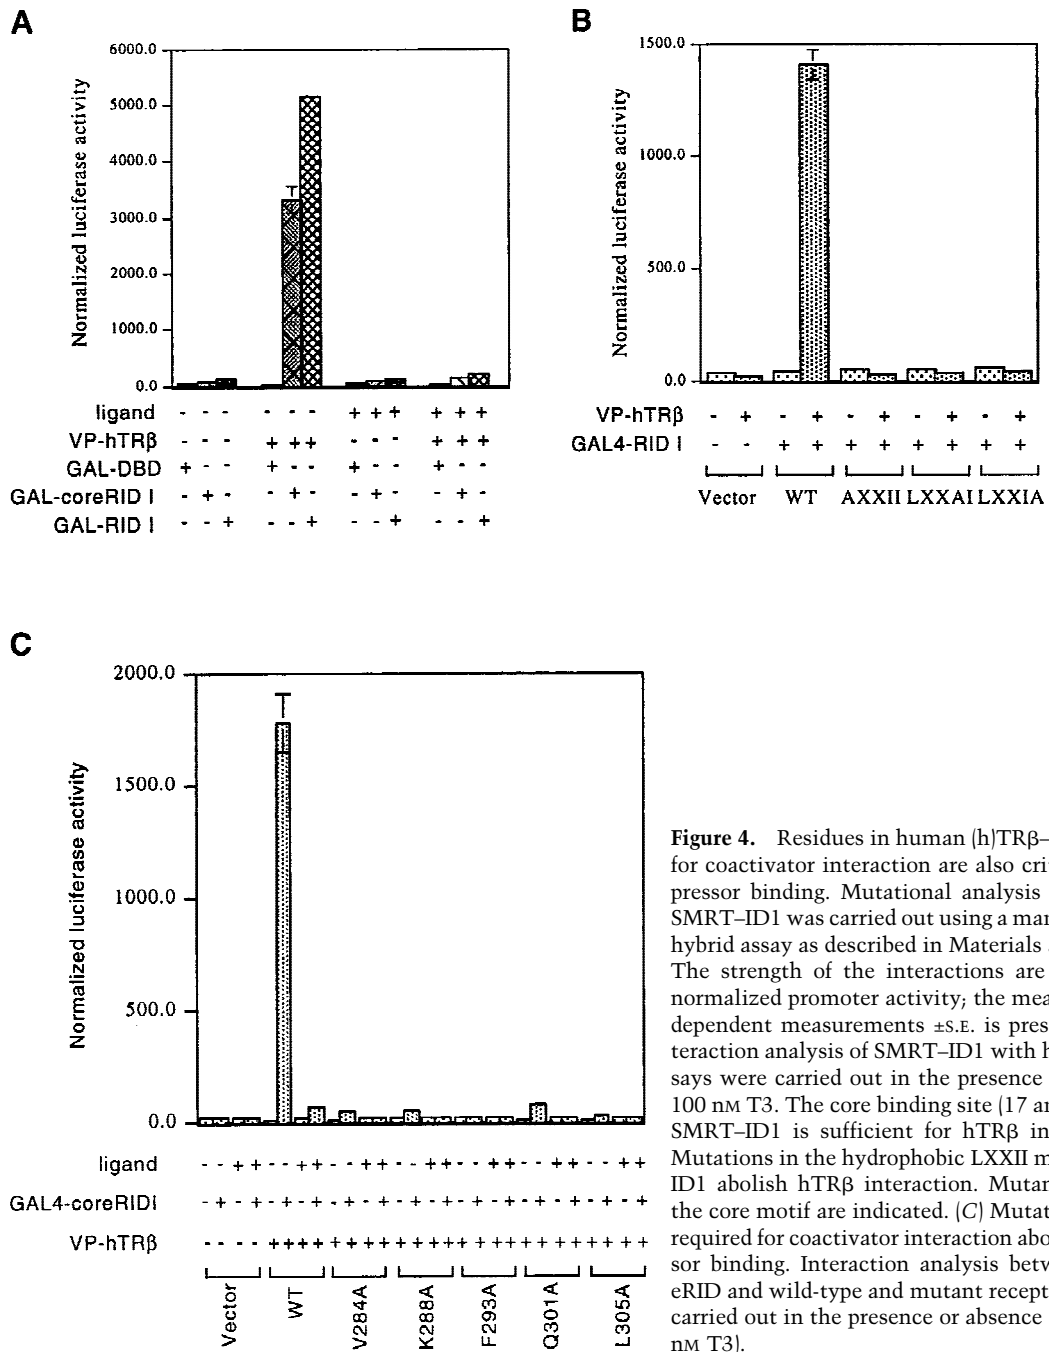 A
6000.0
5000.0
4000.0
3000.0
2000.0
1000.0
0.0
Normalized luciferase activity
ligand - - - - - - + + + + + +
VP-hTRβ - - - + + + - - - + + +
GAL-DBD + - - + - - + - - + - -
GAL-coreRID I - + - - + - - + - - + -
GAL-RID I - - + - - + - - + - - +
B
1500.0
1000.0
500.0
0.0
Normalized luciferase activity
VP-hTRβ - + - + - + - + - +
GAL4-RID I - - + + + + + + + +
Vector WT AXXII LXXAI LXXIA
C
2000.0
1500.0
1000.0
500.0
0.0
Normalized luciferase activity
ligand - - + + - - + + - - + + - - + + - - + + - - + + - - + +
GAL4-coreRIDI - + - + - + - + - + - + - + - + - + - + - + - + - + - +
VP-hTRβ - - - - + + + + + + + + + + + + + + + + + + + + + + + +
Vector WT V284A K288A F293A Q301A L305A
Figure 4. Residues in human (h)TRβ–
for coactivator interaction are also crit
pressor binding. Mutational analysis
SMRT–ID1 was carried out using a mam
hybrid assay as described in Materials
The strength of the interactions are
normalized promoter activity; the mea
dependent measurements ±S.E. is pres
teraction analysis of SMRT–ID1 with h
says were carried out in the presence
100 nM T3. The core binding site (17 a
SMRT–ID1 is sufficient for hTRβ in
Mutations in the hydrophobic LXXII m
ID1 abolish hTRβ interaction. Mutan
the core motif are indicated. (C) Mutat
required for coactivator interaction abo
sor binding. Interaction analysis betw
eRID and wild-type and mutant recept
carried out in the presence or absence
nM T3).